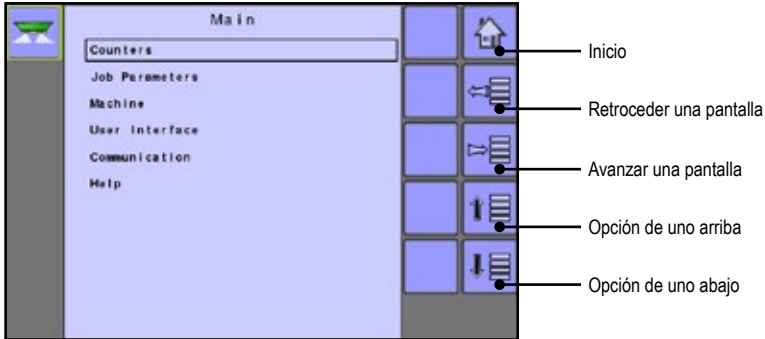 Main
Counters
Job Parameters
Machine
User Interface
Communication
Help
Inicio
Retroceder una pantalla
Avanzar una pantalla
Opción de uno arriba
Opción de uno abajo